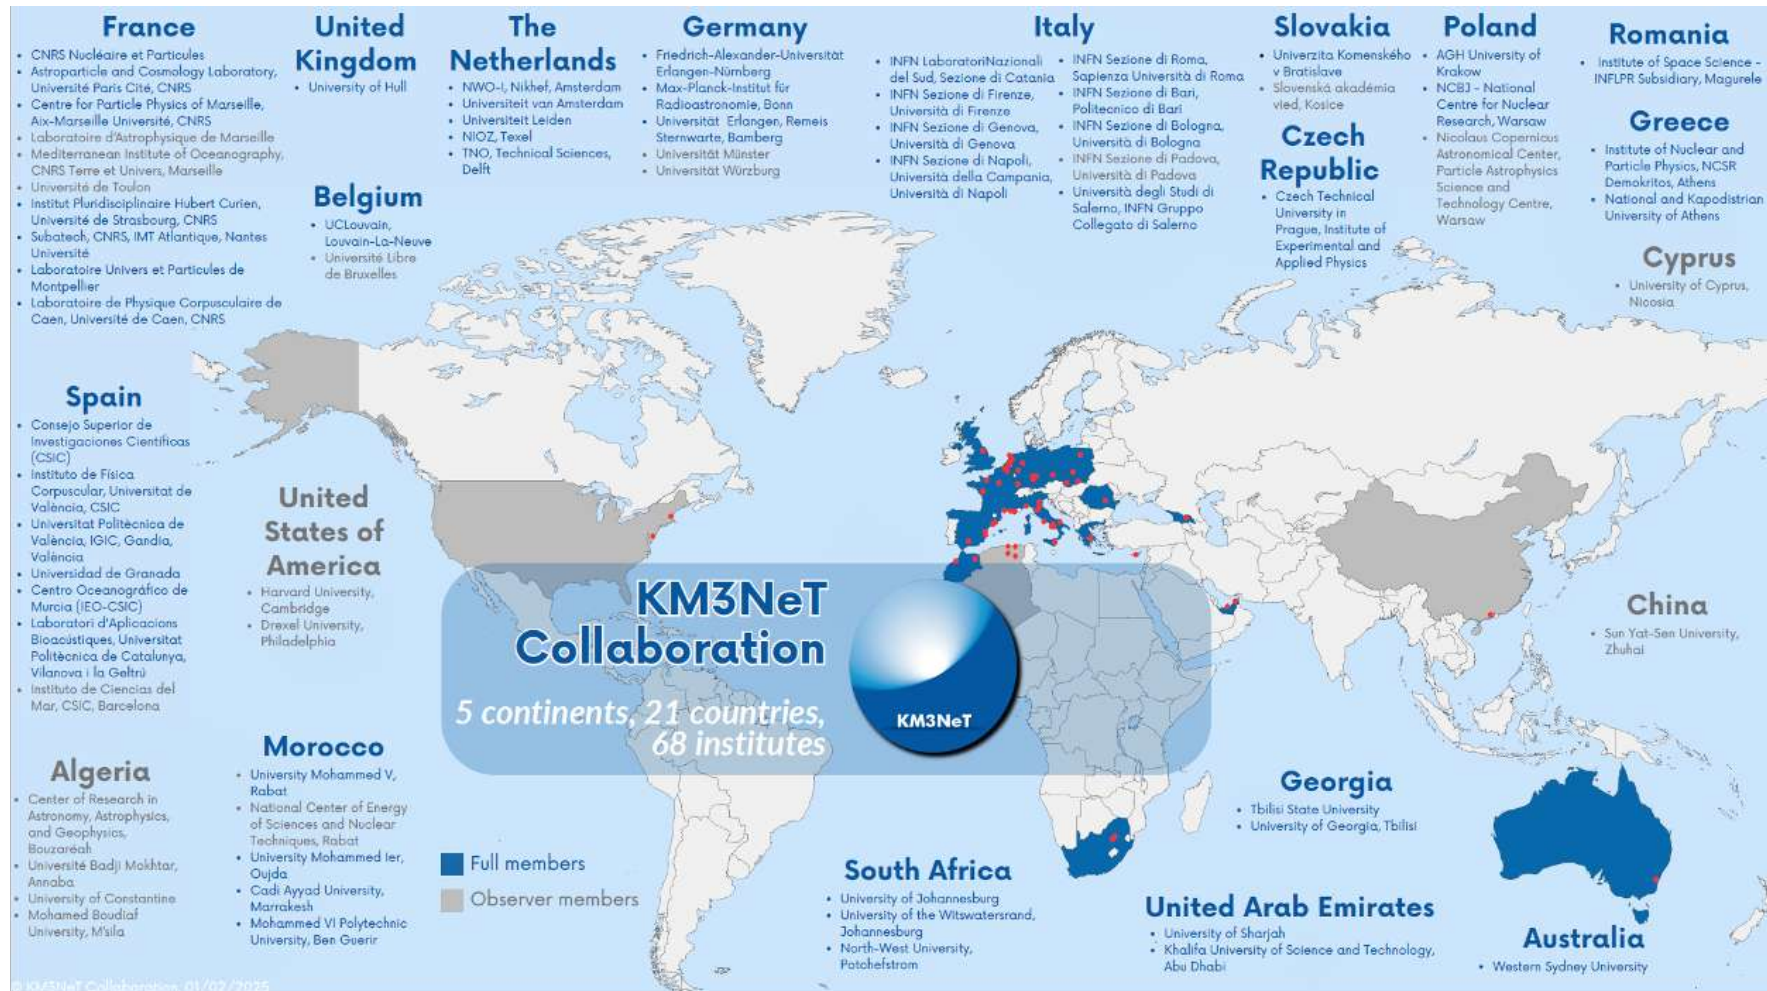 France
• CNRS Nucléaire et Particules
• Astroparticle and Cosmology Laboratory,
Université Paris Cité, CNRS
• Centre for Particle Physics of Marseille,
Aix-Marseille Université, CNRS
• Laboratoire d'Astrophysique de Marseille
• Mediterranean Institute of Oceanography,
CNRS Terre et Univers, Marseille
• Université de Toulon
• Institut Pluridisciplinaire Hubert Curien,
Université de Strasbourg, CNRS
• Subatech, CNRS, IMT Atlantique, Nantes
Université
• Laboratoire Univers et Particules de
Montpellier
• Laboratoire de Physique Corpusculaire de
Caen, Université de Caen, CNRS
United
Kingdom
• University of Hull
Belgium
• UCLouvain,
Louvain-La-Neuve
• Université Libre
de Bruxelles
The
Netherlands
• NWO-I, Nikhef, Amsterdam
• Universiteit van Amsterdam
• Universiteit Leiden
• NIOZ, Texel
• TNO, Technical Sciences,
Delft
Germany
• Friedrich-Alexander-Universität
Erlangen-Nürnberg
• Max-Planck-Institut für
Radioastronomie, Bonn
• Universität Erlangen, Remeis
Sternwarte, Bamberg
• Universität Münster
• Universität Würzburg
Italy
• INFN LaboratoriNazionali
del Sud, Sezione di Catania
• INFN Sezione di Firenze,
Università di Firenze
• INFN Sezione di Genova,
Università di Genova
• INFN Sezione di Napoli,
Università della Campania,
Università di Napoli
• INFN Sezione di Roma,
Sapienza Università di Roma
• INFN Sezione di Bari,
Politecnico di Bari
• INFN Sezione di Bologna,
Università di Bologna
• INFN Sezione di Padova,
Università di Padova
• Università degli Studi di
Salerno, INFN Gruppo
Collegato di Salerno
Slovakia
• Univerzita Komenského
v Bratislave
• Slovenská akadémia
vied, Kosice
Czech
Republic
• Czech Technical
University in
Prague, Institute of
Experimental and
Applied Physics
Poland
• AGH University of
Krakow
• NCBJ - National
Centre for Nuclear
Research, Warsaw
• Nicolaus Copernicus
Astronomical Center,
Particle Astrophysics
Science and
Technology Centre,
Warsaw
Romania
• Institute of Space Science -
INFLPR Subsidiary, Magurele
Greece
• Institute of Nuclear and
Particle Physics, NCSR
Demokritos, Athens
• National and Kapodistrian
University of Athens
Cyprus
• University of Cyprus,
Nicosia
Spain
• Consejo Superior de
Investigaciones Científicas
(CSIC)
• Instituto de Física
Corpuscular, Universitat de
València, CSIC
• Universitat Politècnica de
València, IGIC, Gandia,
València
• Universidad de Granada
• Centro Oceanográfico de
Murcia (IEO-CSIC)
• Laboratori d'Aplicacions
Bioacústiques, Universitat
Politècnica de Catalunya,
Vilanova i la Geltrú
• Instituto de Ciencias del
Mar, CSIC, Barcelona
United
States of
America
• Harvard University,
Cambridge
• Drexel University,
Philadelphia
KM3NeT
Collaboration
5 continents, 21 countries,
68 institutes
KM3NeT
China
• Sun Yat-Sen University,
Zhuhai
Algeria
• Center of Research in
Astronomy, Astrophysics,
and Geophysics,
Bouzaréah
• Université Badji Mokhtar,
Annaba
• University of Constantine
• Mohamed Boudiaf
University, M'sila
Morocco
• University Mohammed V,
Rabat
• National Center of Energy
of Sciences and Nuclear
Techniques, Rabat
• University Mohammed Ier,
Oujda
• Cadi Ayyad University,
Marrakesh
• Mohammed VI Polytechnic
University, Ben Guerir
Full members
Observer members
South Africa
• University of Johannesburg
• University of the Witswatersrand,
Johannesburg
• North-West University,
Potchefstrom
Georgia
• Tbilisi State University
• University of Georgia, Tbilisi
United Arab Emirates
• University of Sharjah
• Khalifa University of Science and Technology,
Abu Dhabi
Australia
• Western Sydney University
© KM3NeT Collaboration, 01/02/2025